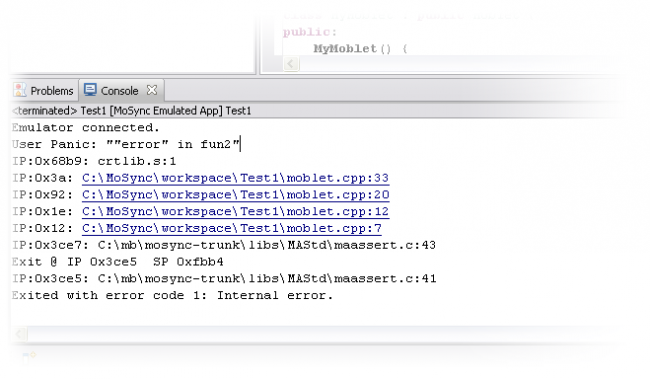 public:
MyMoblet() {
Problems Console
<terminated> Test1 [MoSync Emulated App] Test1
Emulator connected.
User Panic: ""error" in fun2"
IP:0x68b9: crtlib.s:1
IP:0x3a: C:\MoSync\workspace\Test1\moblet.cpp:33
IP:0x92: C:\MoSync\workspace\Test1\moblet.cpp:20
IP:0x1e: C:\MoSync\workspace\Test1\moblet.cpp:12
IP:0x12: C:\MoSync\workspace\Test1\moblet.cpp:7
IP:0x3ce7: C:\mb\mosync-trunk\libs\MAStd\maassert.c:43
Exit @ IP 0x3ce5 SP 0xfbb4
IP:0x3ce5: C:\mb\mosync-trunk\libs\MAStd\maassert.c:41
Exited with error code 1: Internal error.